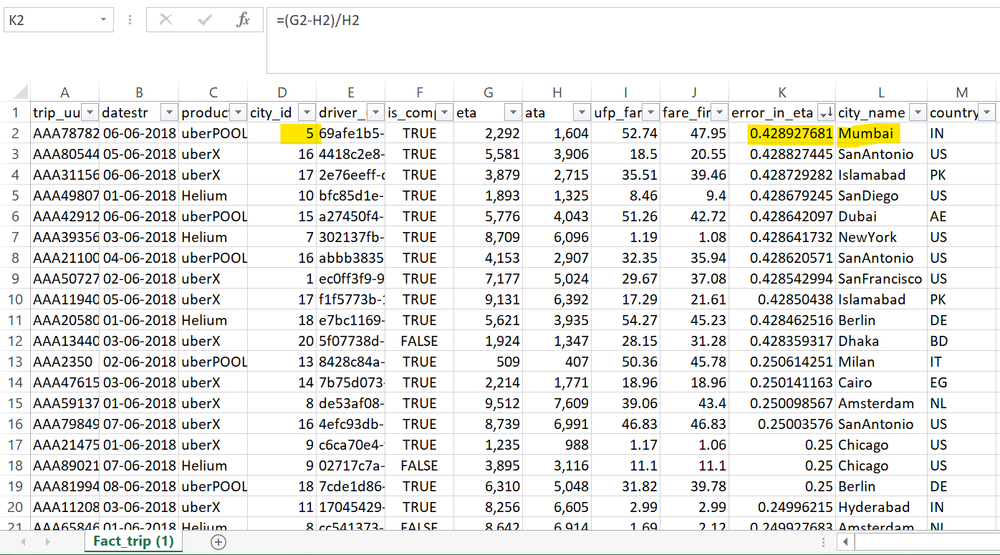 K2 fx =(G2-H2)/H2
A B C D E F G H I J K L M
1 trip_uu datestr product city_id driver_ is_comp eta ata ufp_far fare_fin error_in_eta city_name country
2 AAA78782 06-06-2018 uberPOOL 5 69afe1b5- TRUE 2,292 1,604 52.74 47.95 0.428927681 Mumbai IN
3 AAA80544 05-06-2018 uberX 16 4418c2e8- TRUE 5,581 3,906 18.5 20.55 0.428827445 SanAntonio US
4 AAA31156 06-06-2018 uberX 17 2e76eeff-c TRUE 3,879 2,715 35.51 39.46 0.428729282 Islamabad PK
5 AAA49807 01-06-2018 Helium 10 bfc85d1e- TRUE 1,893 1,325 8.46 9.4 0.428679245 SanDiego US
6 AAA42912 06-06-2018 uberPOOL 15 a27450f4- TRUE 5,776 4,043 51.26 42.72 0.428642097 Dubai AE
7 AAA39356 03-06-2018 Helium 7 302137fb- TRUE 8,709 6,096 1.19 1.08 0.428641732 NewYork US
8 AAA21100 04-06-2018 uberPOOL 16 abbb3835 TRUE 4,153 2,907 32.35 35.94 0.428620571 SanAntonio US
9 AAA50727 02-06-2018 uberX 1 ec0ff3f9-9 TRUE 7,177 5,024 29.67 37.08 0.428542994 SanFrancisco US
10 AAA11940 05-06-2018 uberX 17 f1f5773b-1 TRUE 9,131 6,392 17.29 21.61 0.42850438 Islamabad PK
11 AAA20580 01-06-2018 Helium 18 e7bc1169- TRUE 5,621 3,935 54.27 45.23 0.428462516 Berlin DE
12 AAA13440 03-06-2018 uberX 20 5f07738d- FALSE 1,924 1,347 28.15 31.28 0.428359317 Dhaka BD
13 AAA2350 02-06-2018 uberPOOL 13 8428c84a- TRUE 509 407 50.36 45.78 0.250614251 Milan IT
14 AAA47615 03-06-2018 uberX 14 7b75d073- TRUE 2,214 1,771 18.96 18.96 0.250141163 Cairo EG
15 AAA59137 01-06-2018 uberX 8 de53af08- TRUE 9,512 7,609 39.06 43.4 0.250098567 Amsterdam NL
16 AAA79849 07-06-2018 uberX 16 4efc93db- TRUE 8,739 6,991 46.83 46.83 0.25003576 SanAntonio US
17 AAA21475 01-06-2018 uberX 9 c6ca70e4- TRUE 1,235 988 1.17 1.06 0.25 Chicago US
18 AAA89021 07-06-2018 Helium 9 02717c7a- FALSE 3,895 3,116 11.1 11.1 0.25 Chicago US
19 AAA81994 08-06-2018 uberPOOL 18 7cde1d86- TRUE 6,310 5,048 31.82 39.78 0.25 Berlin DE
20 AAA11208 03-06-2018 uberX 11 17045429- TRUE 8,256 6,605 2.99 2.99 0.24996215 Hyderabad IN
21 AAA65846 01-06-2018 Helium 8 cc541373- FALSE 8,642 6,914 1.69 2.12 0.249927683 Amsterdam NL
Fact_trip (1)